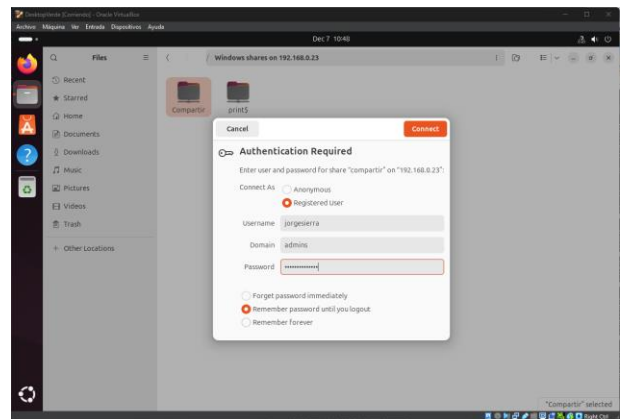 DesktopVesta [Corriendo] - Oracle VirtualBox
Archivo Máquina Ver Entrada Dispositivos Ayuda
Dec 7 10:48
Files
Windows shares on 192.168.0.23
Recent
Starred
Home
Documents
Downloads
Music
Pictures
Videos
Trash
+ Other Locations
Compartir
print$
Cancel
Connect
Authentication Required
Enter user and password for share "compartir" on "192.168.0.23":
Connect As
Anonymous
Registered User
Username jorgesierra
Domain admins
Password ••••••••••••••
Forget password immediately
Remember password until you logout
Remember forever
"Compartir" selected
Right Ctrl